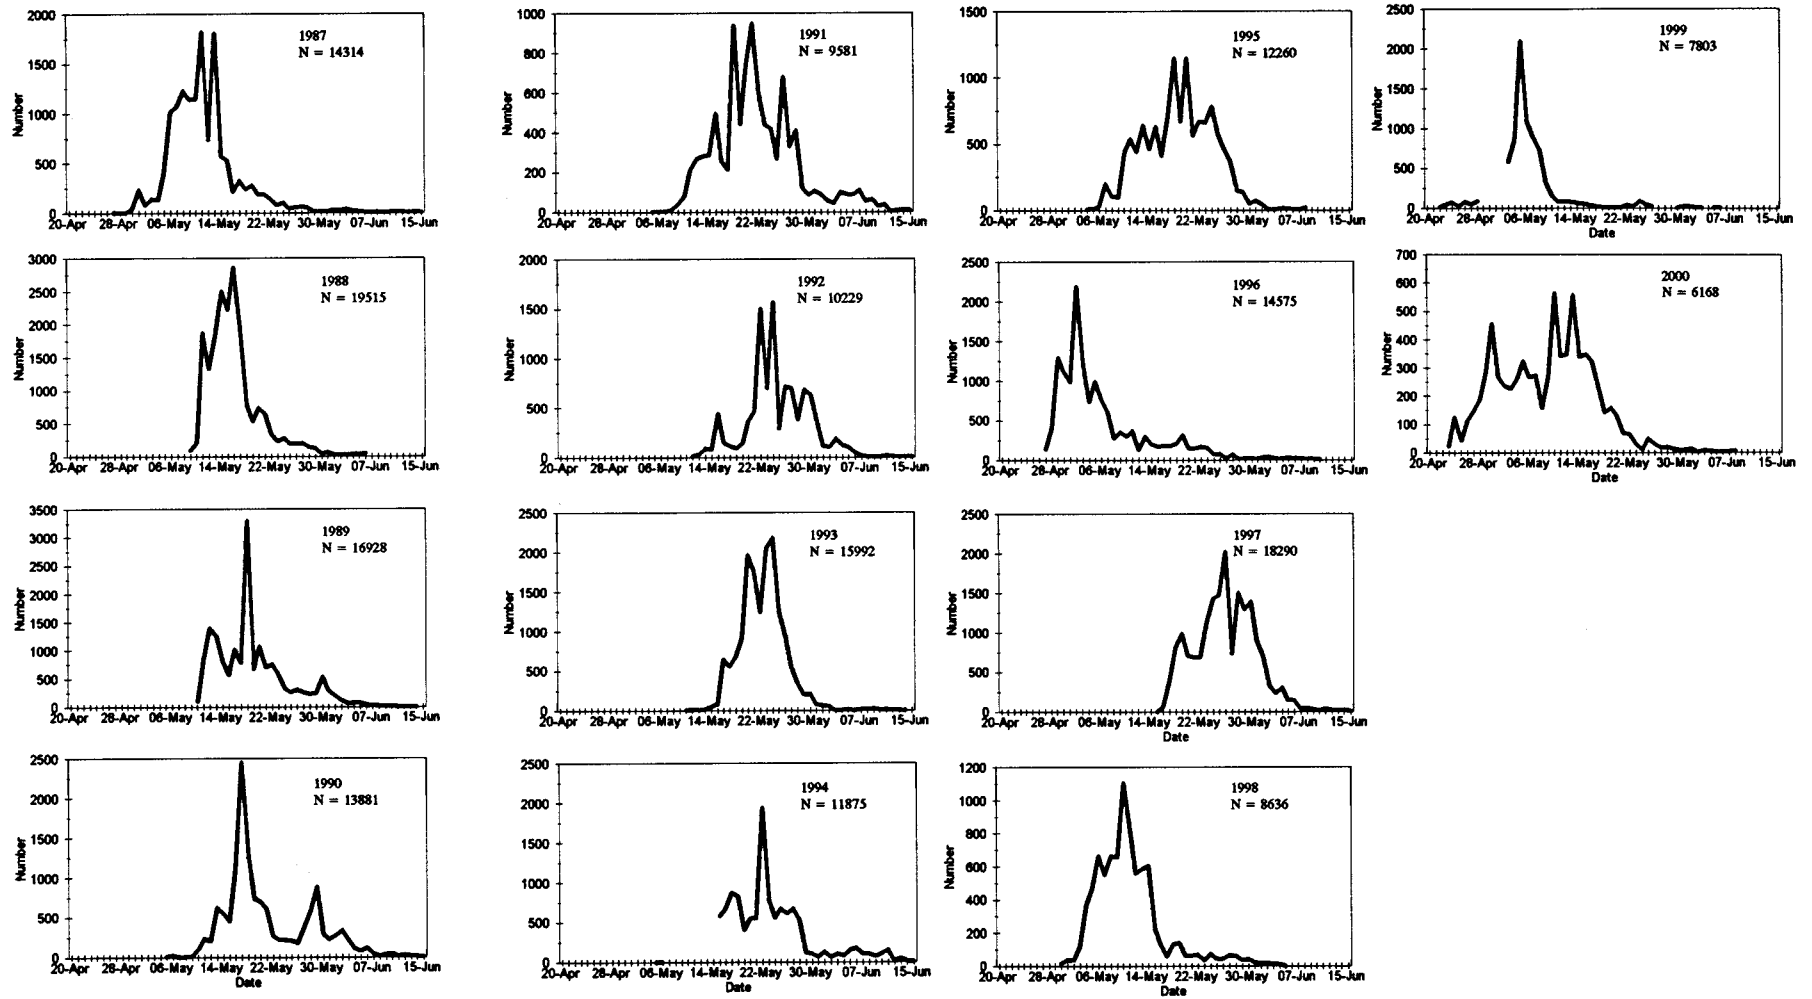 1987
N = 14314
Number
2000
1500
1000
500
0
20-Apr 28-Apr 06-May 14-May 22-May 30-May 07-Jun 15-Jun
1988
N = 19515
Number
3000
2500
2000
1500
1000
500
0
20-Apr 28-Apr 06-May 14-May 22-May 30-May 07-Jun 15-Jun
1989
N = 16928
Number
3500
3000
2500
2000
1500
1000
500
0
20-Apr 28-Apr 06-May 14-May 22-May 30-May 07-Jun 15-Jun
1990
N = 13881
Number
2500
2000
1500
1000
500
0
20-Apr 28-Apr 06-May 14-May 22-May 30-May 07-Jun 15-Jun
Date
1991
N = 9581
Number
1000
800
600
400
200
0
20-Apr 28-Apr 06-May 14-May 22-May 30-May 07-Jun 15-Jun
1992
N = 10229
Number
2000
1500
1000
500
0
20-Apr 28-Apr 06-May 14-May 22-May 30-May 07-Jun 15-Jun
1993
N = 15992
Number
2500
2000
1500
1000
500
0
20-Apr 28-Apr 06-May 14-May 22-May 30-May 07-Jun 15-Jun
1994
N = 11875
Number
2500
2000
1500
1000
500
0
20-Apr 28-Apr 06-May 14-May 22-May 30-May 07-Jun 15-Jun
Date
1995
N = 12260
Number
1500
1000
500
0
20-Apr 28-Apr 06-May 14-May 22-May 30-May 07-Jun 15-Jun
1996
N = 14575
Number
2500
2000
1500
1000
500
0
20-Apr 28-Apr 06-May 14-May 22-May 30-May 07-Jun 15-Jun
1997
N = 18290
Number
2500
2000
1500
1000
500
0
20-Apr 28-Apr 06-May 14-May 22-May 30-May 07-Jun 15-Jun
Date
1998
N = 8636
Number
1200
1000
800
600
400
200
0
20-Apr 28-Apr 06-May 14-May 22-May 30-May 07-Jun 15-Jun
1999
N = 7803
Number
2500
2000
1500
1000
500
0
20-Apr 28-Apr 06-May 14-May 22-May 30-May 07-Jun 15-Jun
Date
2000
N = 6168
Number
700
600
500
400
300
200
100
0
20-Apr 28-Apr 06-May 14-May 22-May 30-May 07-Jun 15-Jun
Date